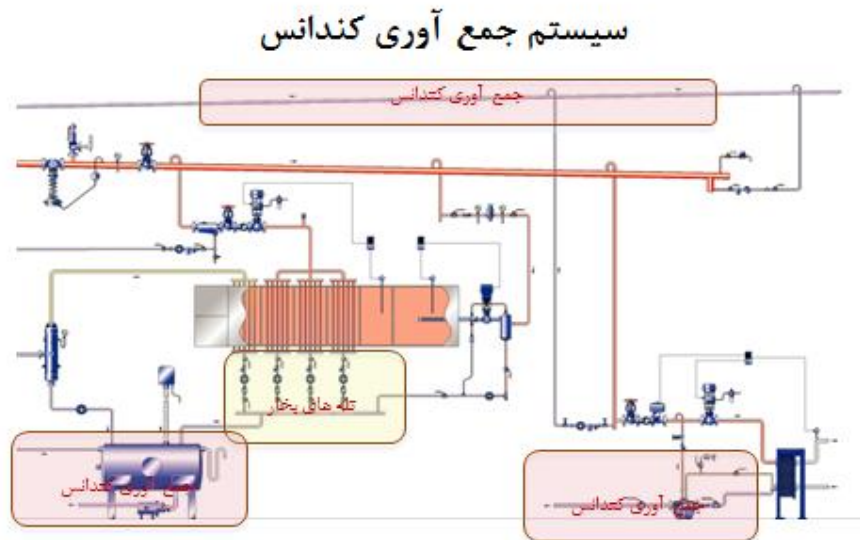 سیستم جمع آوری کندانس
جمع آوری کندانس
تله های بخار
جمع آوری کندانس
جمع آوری کندانس